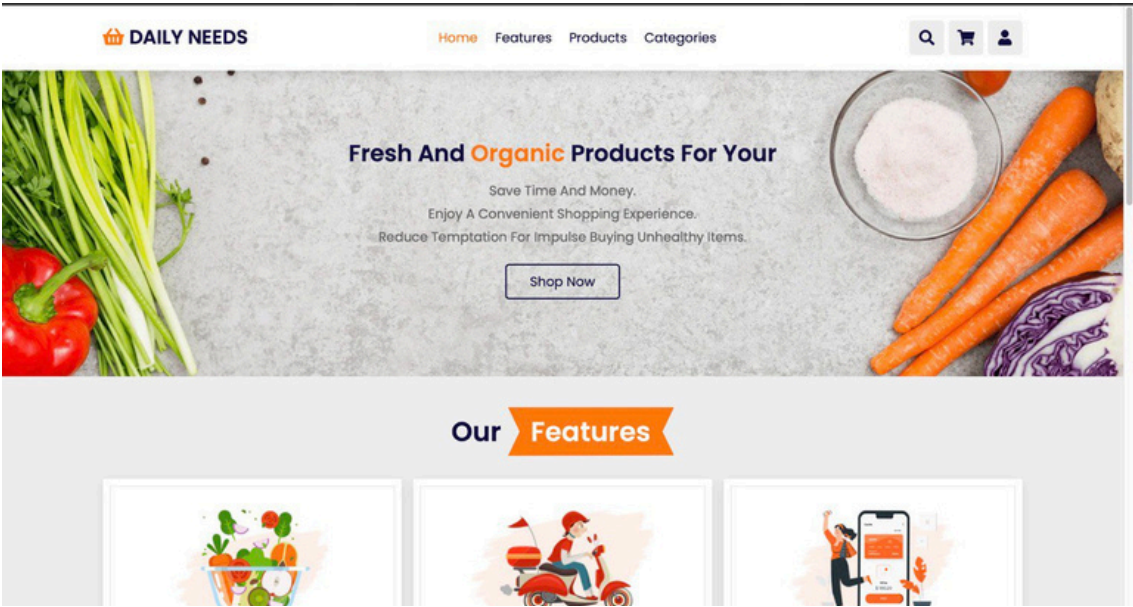 DAILY NEEDS
Home Features Products Categories
Fresh And Organic Products For Your
Save Time And Money.
Enjoy A Convenient Shopping Experience.
Reduce Temptation For Impulse Buying Unhealthy Items.
Shop Now
Our Features